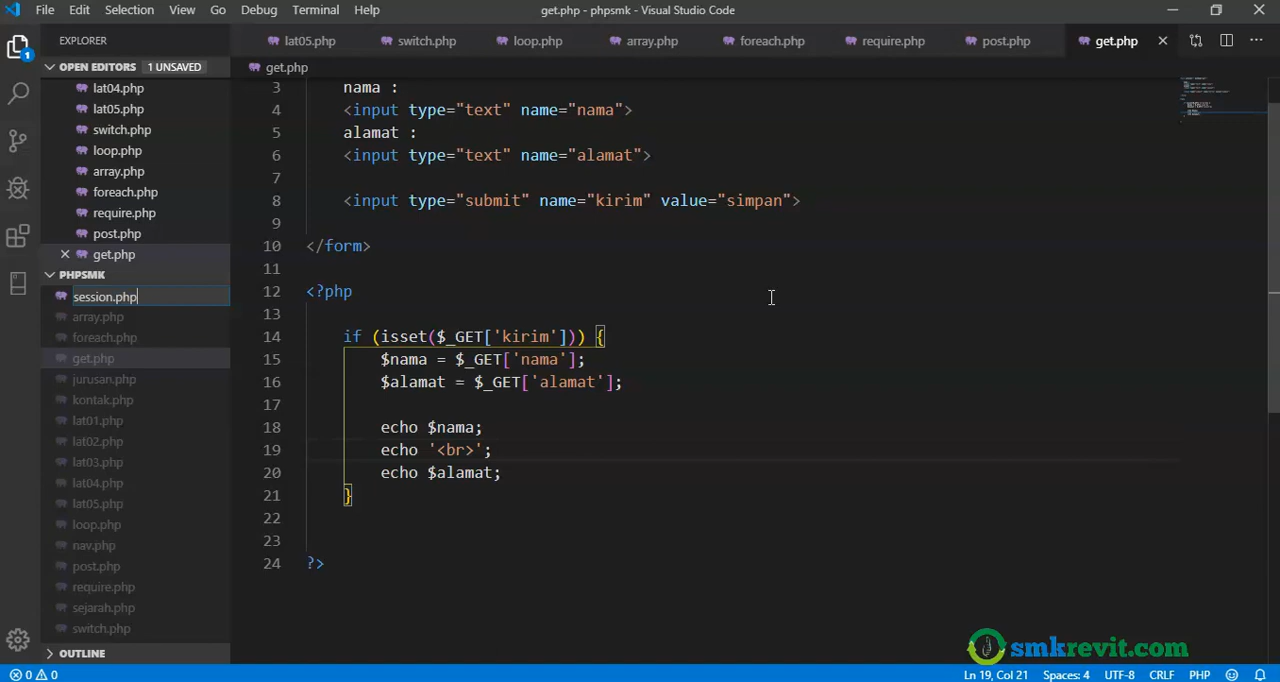 File Edit Selection View Go Debug Terminal Help get.php - phpsmk - Visual Studio Code
EXPLORER lat05.php switch.php loop.php array.php foreach.php require.php post.php get.php
OPEN EDITORS 1 UNSAVED
get.php
lat04.php
lat05.php
switch.php
loop.php
array.php
foreach.php
require.php
post.php
get.php
PHPSMK
session.php
array.php
foreach.php
get.php
jurusan.php
kontak.php
lat01.php
lat02.php
lat03.php
lat04.php
lat05.php
loop.php
nav.php
post.php
require.php
sejarah.php
switch.php
OUTLINE
3 nama :
4 <input type="text" name="nama">
5 alamat :
6 <input type="text" name="alamat">
7
8 <input type="submit" name="kirim" value="simpan">
9
10 </form>
11
12 <?php
13
14 if (isset($_GET['kirim'])) {
15 $nama = $_GET['nama'];
16 $alamat = $_GET['alamat'];
17
18 echo $nama;
19 echo '<br>';
20 echo $alamat;
21 }
22
23
24 ?>
smkrevit.com
0 0 Ln 19, Col 21 Spaces: 4 UTF-8 CRLF PHP